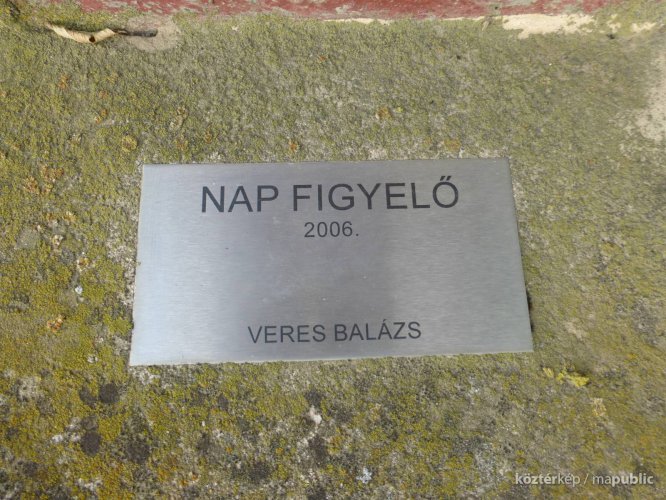 NAP FIGYELŐ
2006.
VERES BALÁZS
köztérkép / mapublic